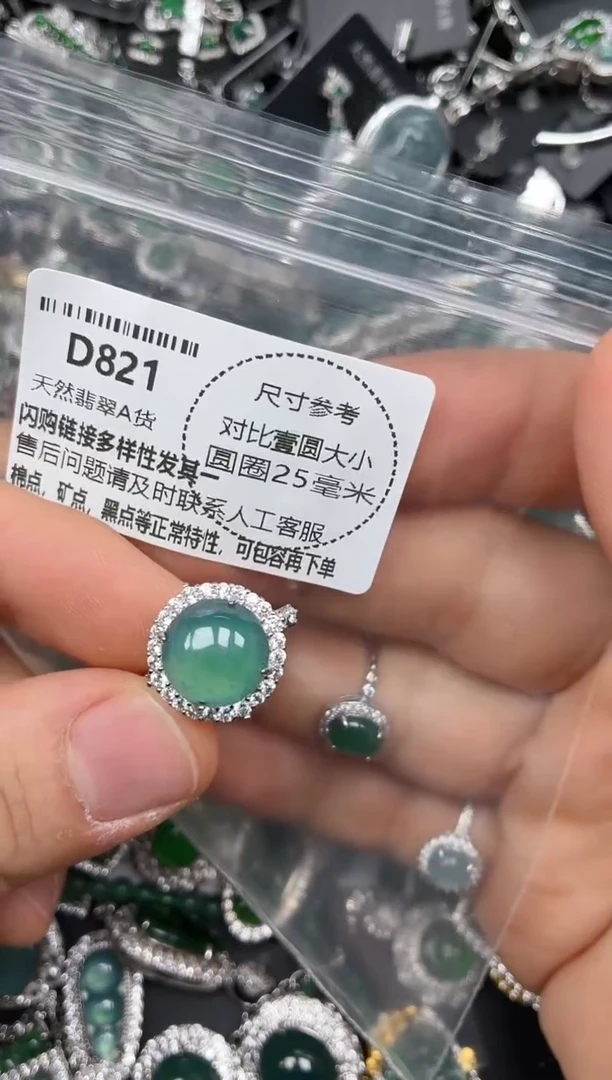 D821
天然翡翠A货
尺寸参考
对比壹圆大小
圆圈25毫米
闪购链接多样性发其一
售后问题请及时联系人工客服
棉点，矿点，黑点等正常特性，可包容再下单